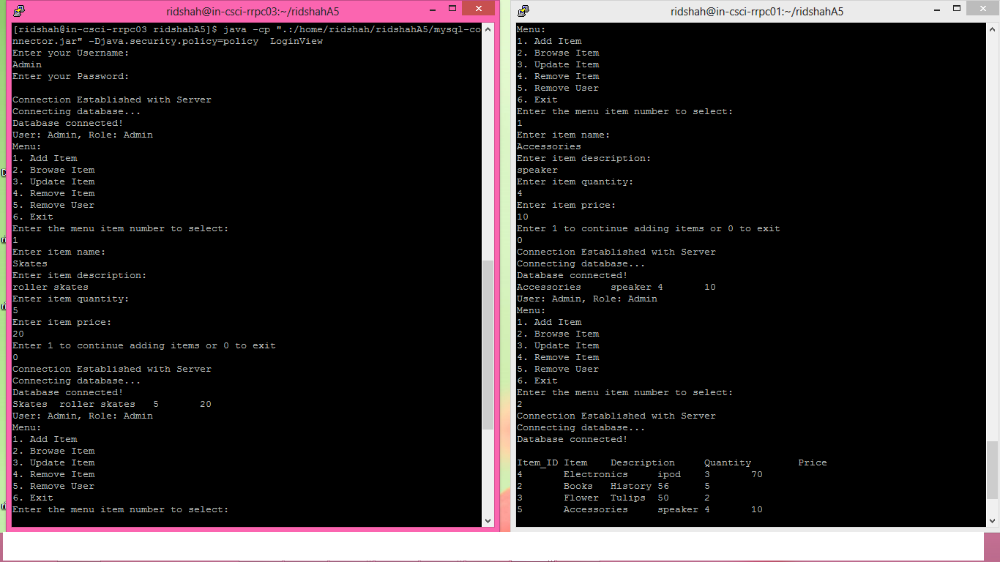 ridshah@in-csci-rrpc03:~/ridshahA5
[ridshah@in-csci-rrpc03 ridshahA5]$ java -cp ".:/home/ridshah/ridshahA5/mysql-co
nnector.jar" -Djava.security.policy=policy  LoginView
Enter your Username:
Admin
Enter your Password:

Connection Established with Server
Connecting database...
Database connected!
User: Admin, Role: Admin
Menu:
1. Add Item
2. Browse Item
3. Update Item
4. Remove Item
5. Remove User
6. Exit
Enter the menu item number to select:
1
Enter item name:
Skates
Enter item description:
roller skates
Enter item quantity:
5
Enter item price:
20
Enter 1 to continue adding items or 0 to exit
0
Connection Established with Server
Connecting database...
Database connected!
Skates  roller skates   5       20
User: Admin, Role: Admin
Menu:
1. Add Item
2. Browse Item
3. Update Item
4. Remove Item
5. Remove User
6. Exit
Enter the menu item number to select:
ridshah@in-csci-rrpc01:~/ridshahA5
Menu:
1. Add Item
2. Browse Item
3. Update Item
4. Remove Item
5. Remove User
6. Exit
Enter the menu item number to select:
1
Enter item name:
Accessories
Enter item description:
speaker
Enter item quantity:
4
Enter item price:
10
Enter 1 to continue adding items or 0 to exit
0
Connection Established with Server
Connecting database...
Database connected!
Accessories     speaker 4       10
User: Admin, Role: Admin
Menu:
1. Add Item
2. Browse Item
3. Update Item
4. Remove Item
5. Remove User
6. Exit
Enter the menu item number to select:
2
Connection Established with Server
Connecting database...
Database connected!

Item_ID Item    Description     Quantity        Price
4       Electronics     ipod    3       70
2       Books   History 56      5
3       Flower  Tulips  50      2
5       Accessories     speaker 4       10